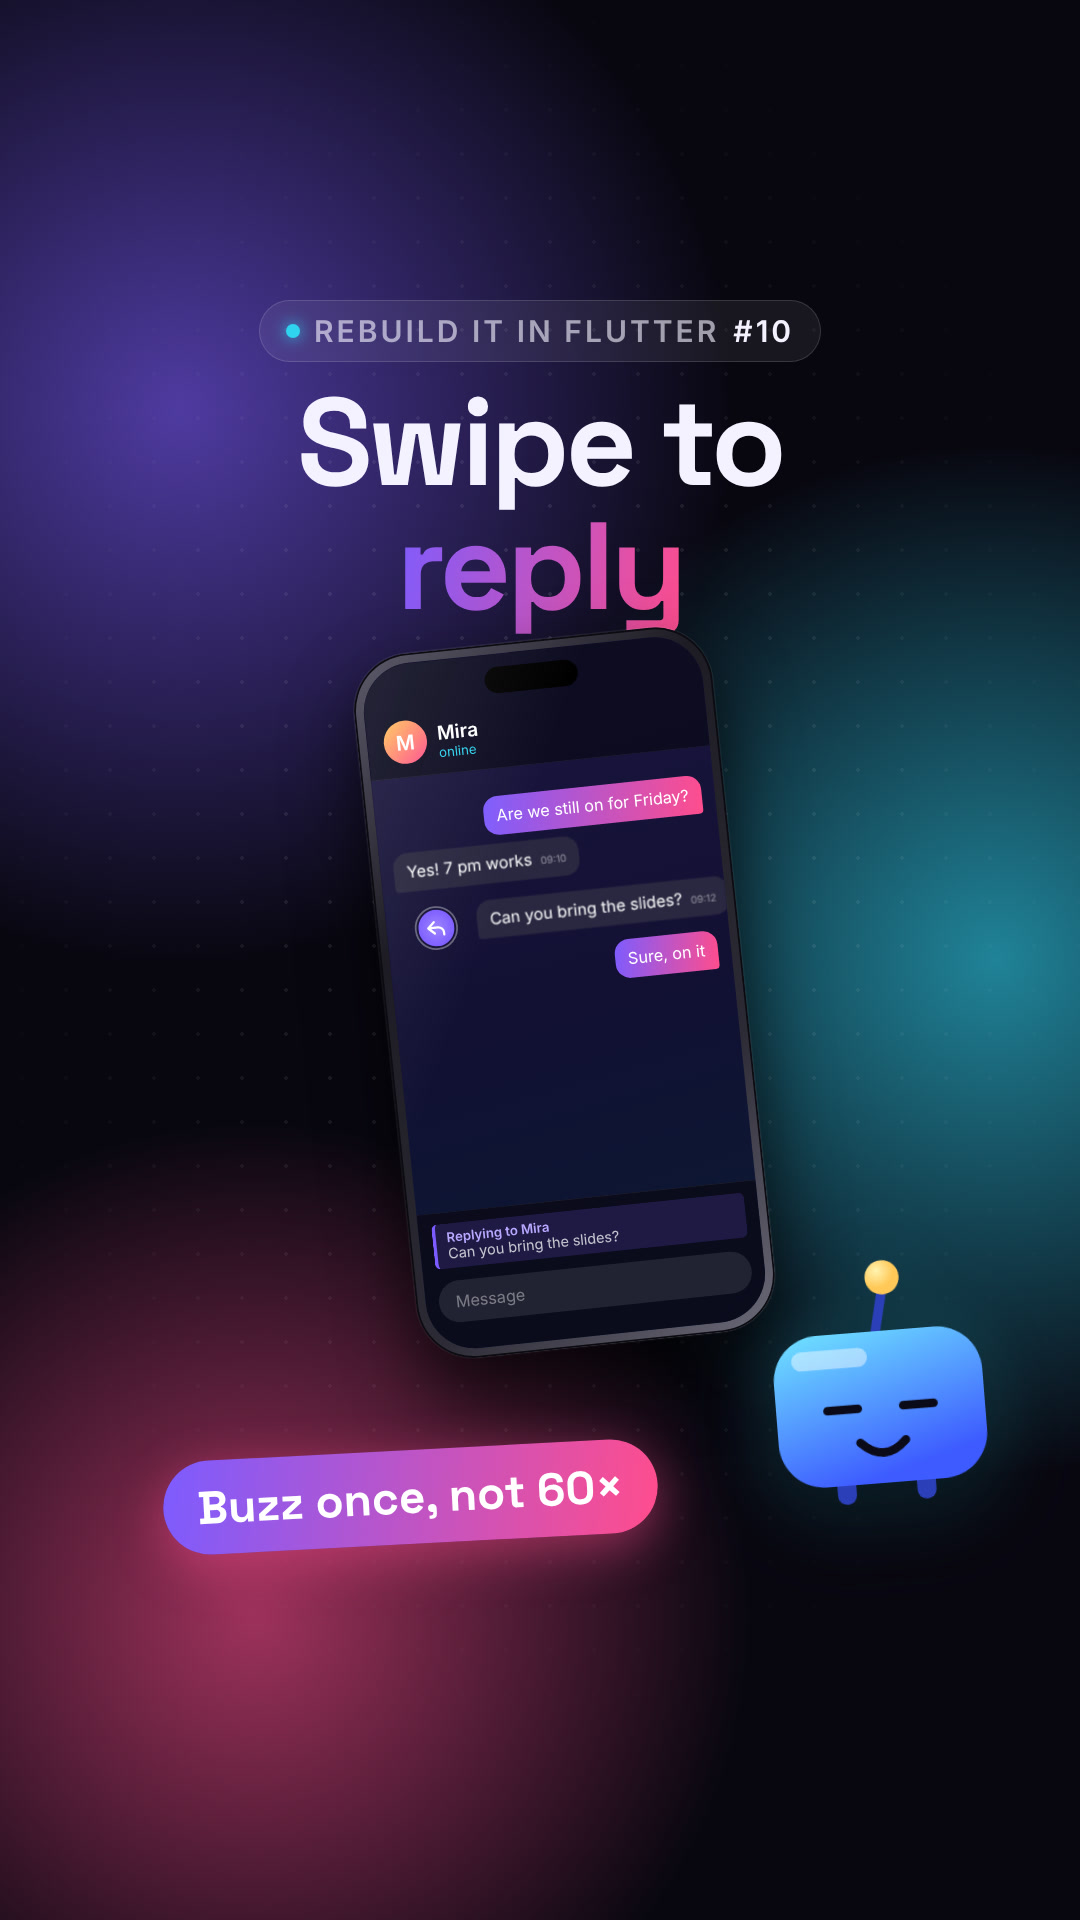 REBUILD IT IN FLUTTER #10
Swipe to
reply
M
Mira
online
Are we still on for Friday?
Yes! 7 pm works 09:10
Can you bring the slides? 09:12
Sure, on it
Replying to Mira
Can you bring the slides?
Message
Buzz once, not 60×